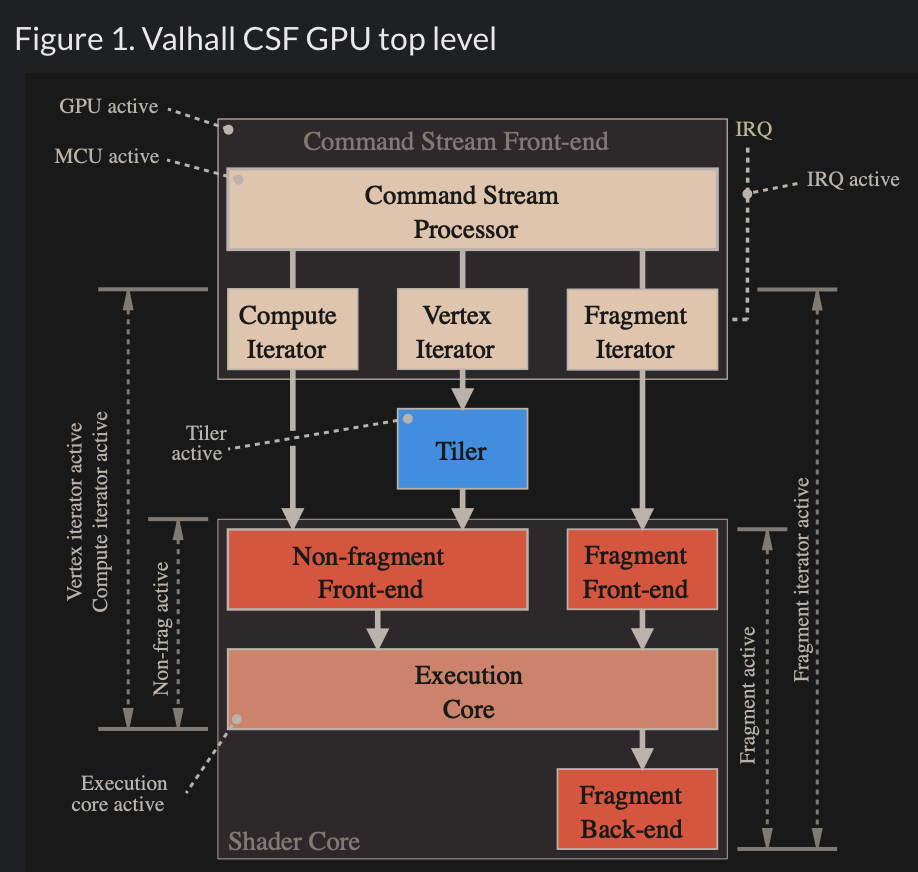 Figure 1. Valhall CSF GPU top level
GPU active
Command Stream Front-end
IRQ
MCU active
IRQ active
Command Stream
Processor
Compute
Iterator
Vertex
Iterator
Fragment
Iterator
Tiler
active
Tiler
Vertex iterator active
Compute iterator active
Non-frag active
Non-fragment
Front-end
Fragment
Front-end
Fragment active
Fragment iterator active
Execution
Core
Execution
core active
Fragment
Back-end
Shader Core